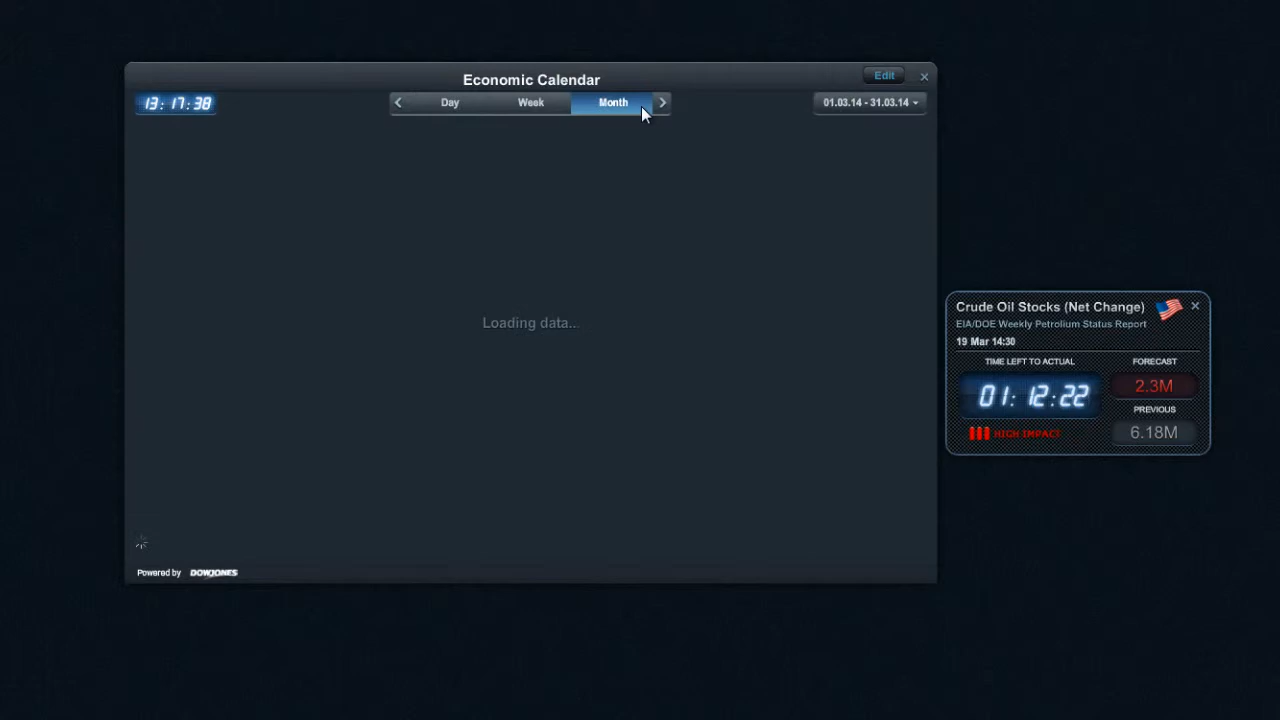 Economic Calendar
Edit
13:17:38
Day
Week
Month
01.03.14 - 31.03.14
Loading data...
Powered by DOWJONES
Crude Oil Stocks (Net Change)
EIA/DOE Weekly Petrolium Status Report
19 Mar 14:30
TIME LEFT TO ACTUAL
01:12:22
HIGH IMPACT
FORECAST
2.3M
PREVIOUS
6.18M